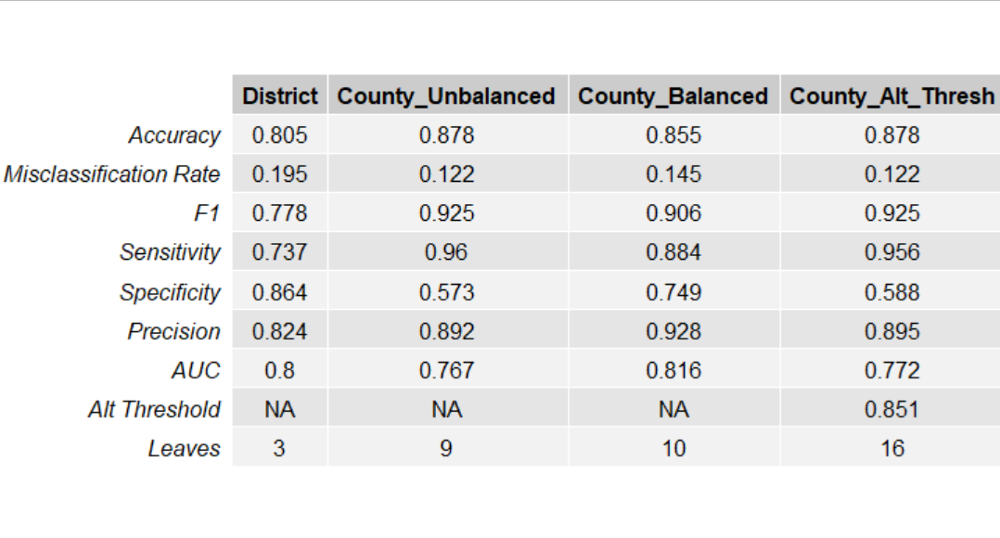 District County_Unbalanced County_Balanced County_Alt_Thresh
Accuracy 0.805 0.878 0.855 0.878
Misclassification Rate 0.195 0.122 0.145 0.122
F1 0.778 0.925 0.906 0.925
Sensitivity 0.737 0.96 0.884 0.956
Specificity 0.864 0.573 0.749 0.588
Precision 0.824 0.892 0.928 0.895
AUC 0.8 0.767 0.816 0.772
Alt Threshold NA NA NA 0.851
Leaves 3 9 10 16